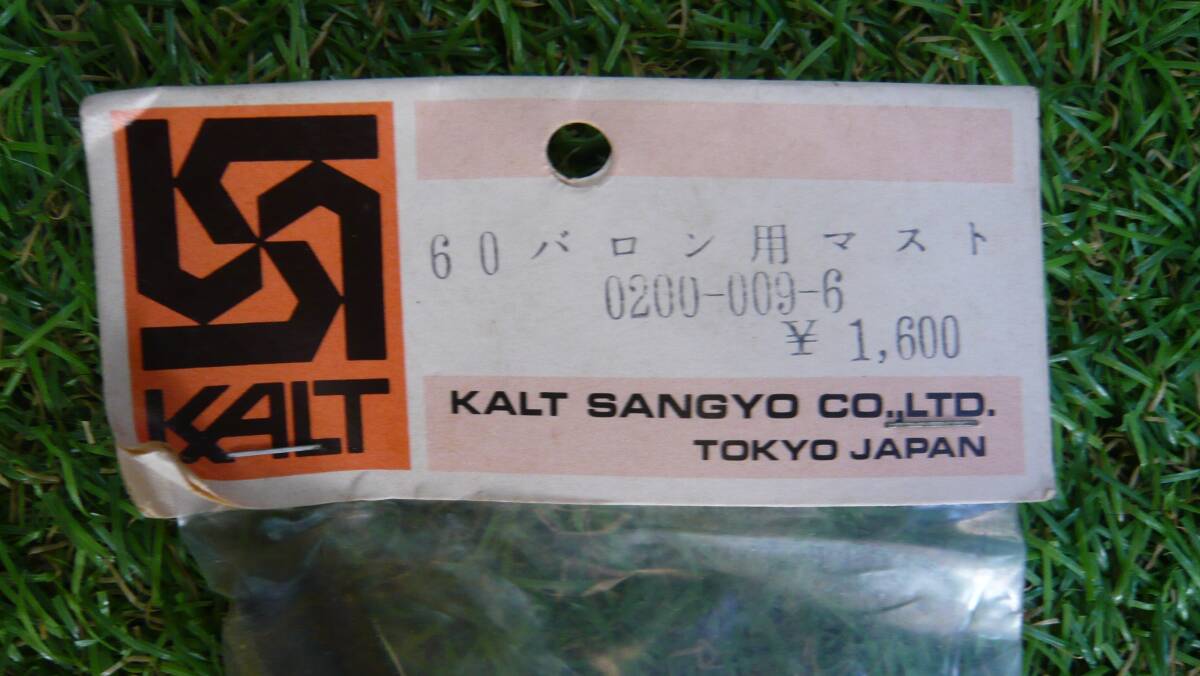 60バロン用マスト
0200-009-6
¥ 1,600
KALT
KALT SANGYO CO.,LTD.
TOKYO JAPAN